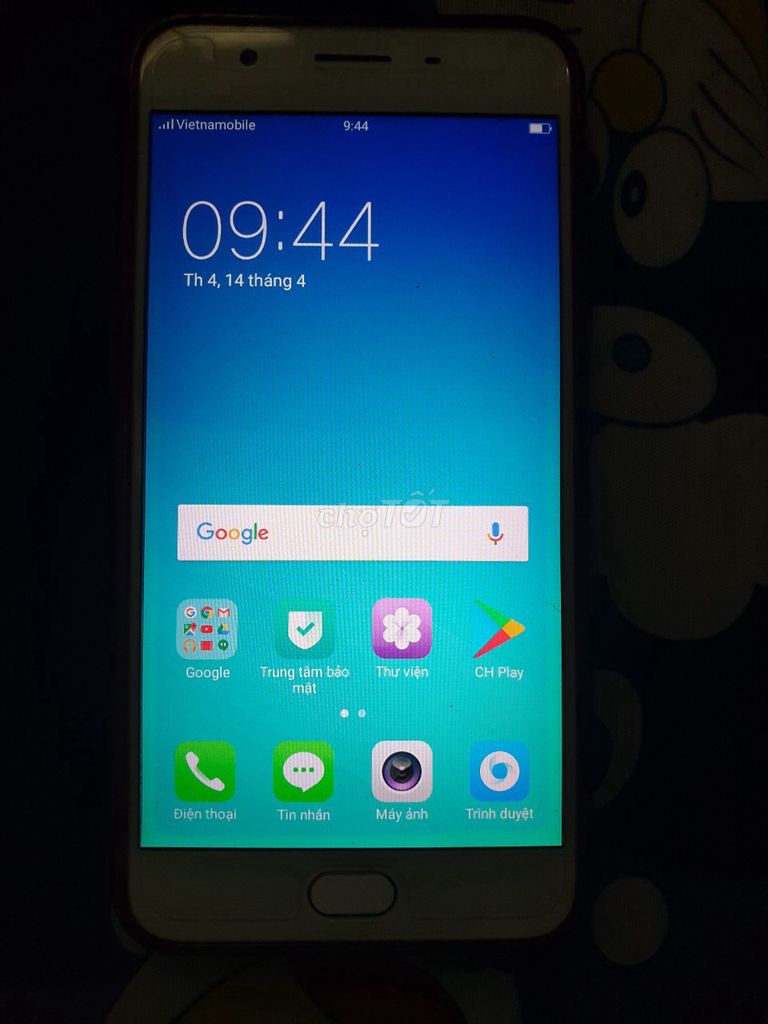 Vietnamobile 9:44
09:44
Th 4, 14 tháng 4
chợTỐT
Google
Google Trung tâm bảo mật Thư viện CH Play
Điện thoại Tin nhắn Máy ảnh Trình duyệt